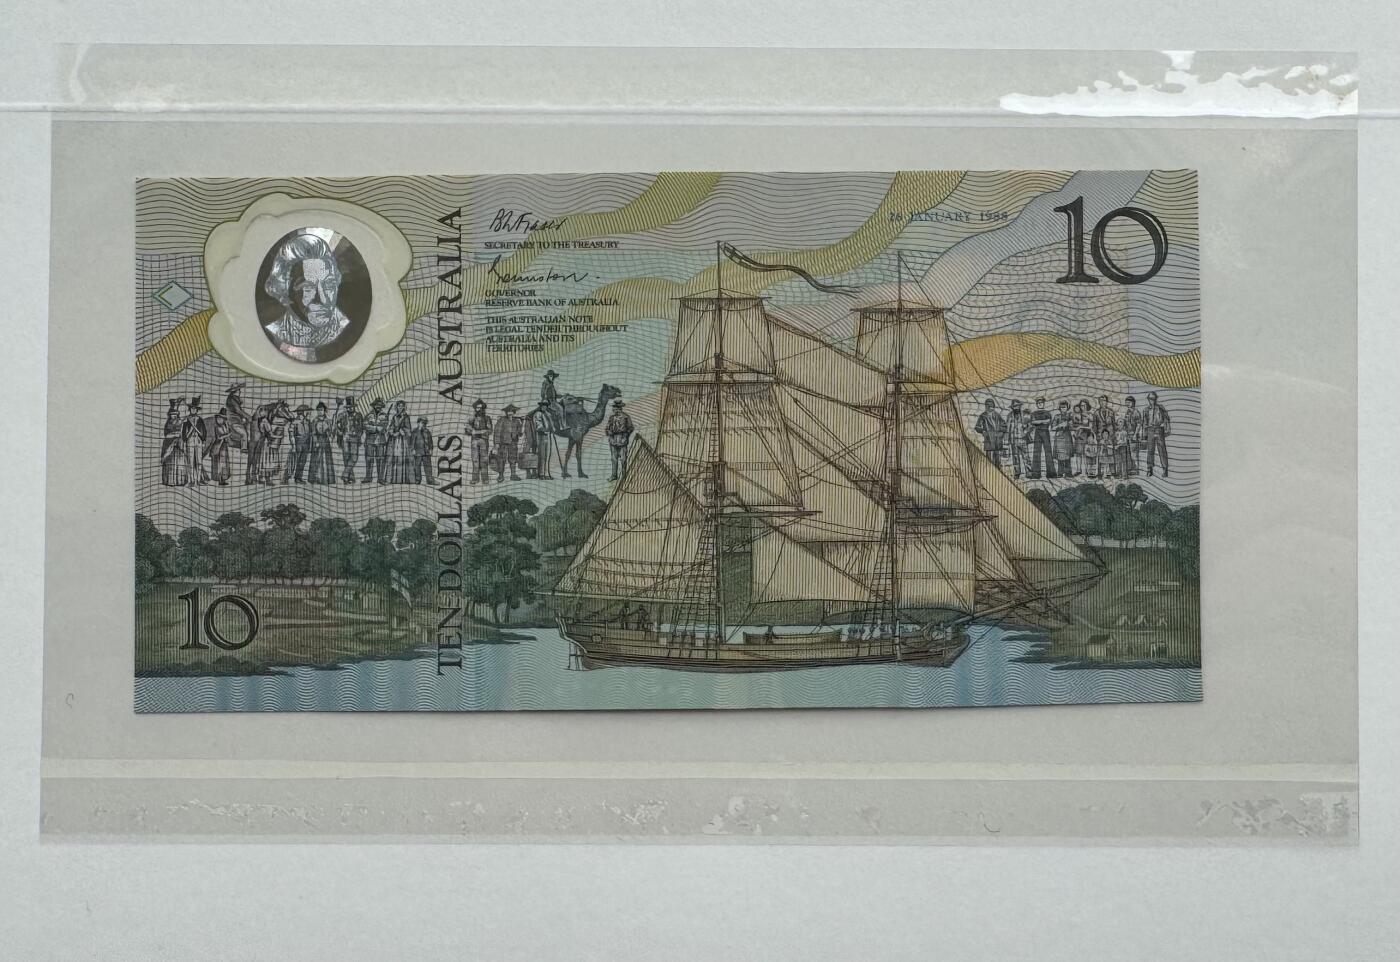 SECRETARY TO THE TREASURY
GOVERNOR
RESERVE BANK OF AUSTRALIA
THIS AUSTRALIAN NOTE
IS LEGAL TENDER THROUGHOUT
AUSTRALIA AND ITS
TERRITORIES
26 JANUARY 1988
10
TEN DOLLARS AUSTRALIA
10